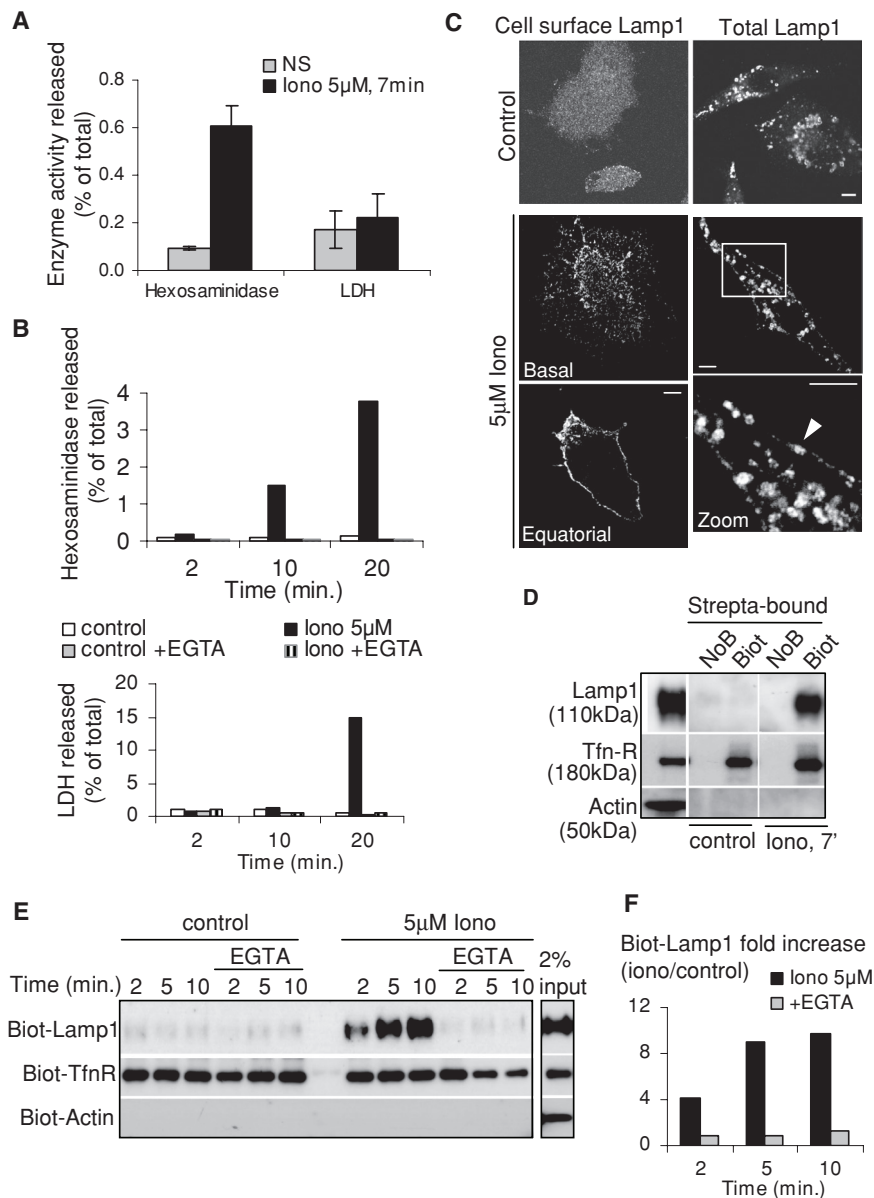 A
NS
Iono 5µM, 7min
Enzyme activity released
(% of total)
0.8
0.6
0.4
0.2
0.0
Hexosaminidase
LDH
B
Hexosaminidase released
(% of total)
4
3
2
1
0
2
10
20
Time (min.)
control
Iono 5µM
control +EGTA
Iono +EGTA
LDH released
(% of total)
20
15
10
5
0
2
10
20
Time (min.)
C
Cell surface Lamp1
Total Lamp1
Control
5µM Iono
Basal
Equatorial
Zoom
D
Strepta-bound
NoB
Biot
NoB
Biot
Lamp1
(110kDa)
Tfn-R
(180kDa)
Actin
(50kDa)
control
Iono, 7'
E
control
5µM Iono
EGTA
EGTA
2%
input
Time (min.) 2 5 10 2 5 10 2 5 10 2 5 10
Biot-Lamp1
Biot-TfnR
Biot-Actin
F
Biot-Lamp1 fold increase
(iono/control)
Iono 5µM
+EGTA
12
8
4
0
2
5
10
Time (min.)